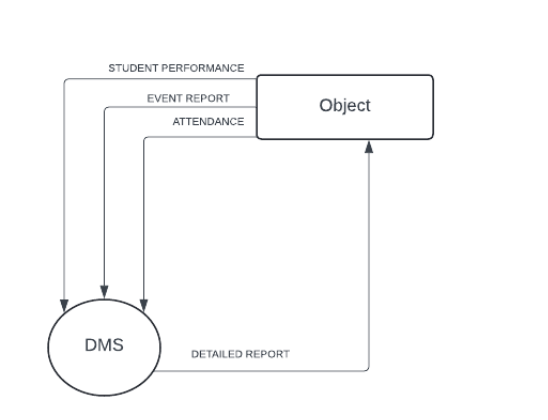 STUDENT PERFORMANCE
EVENT REPORT
Object
ATTENDANCE
DMS
DETAILED REPORT